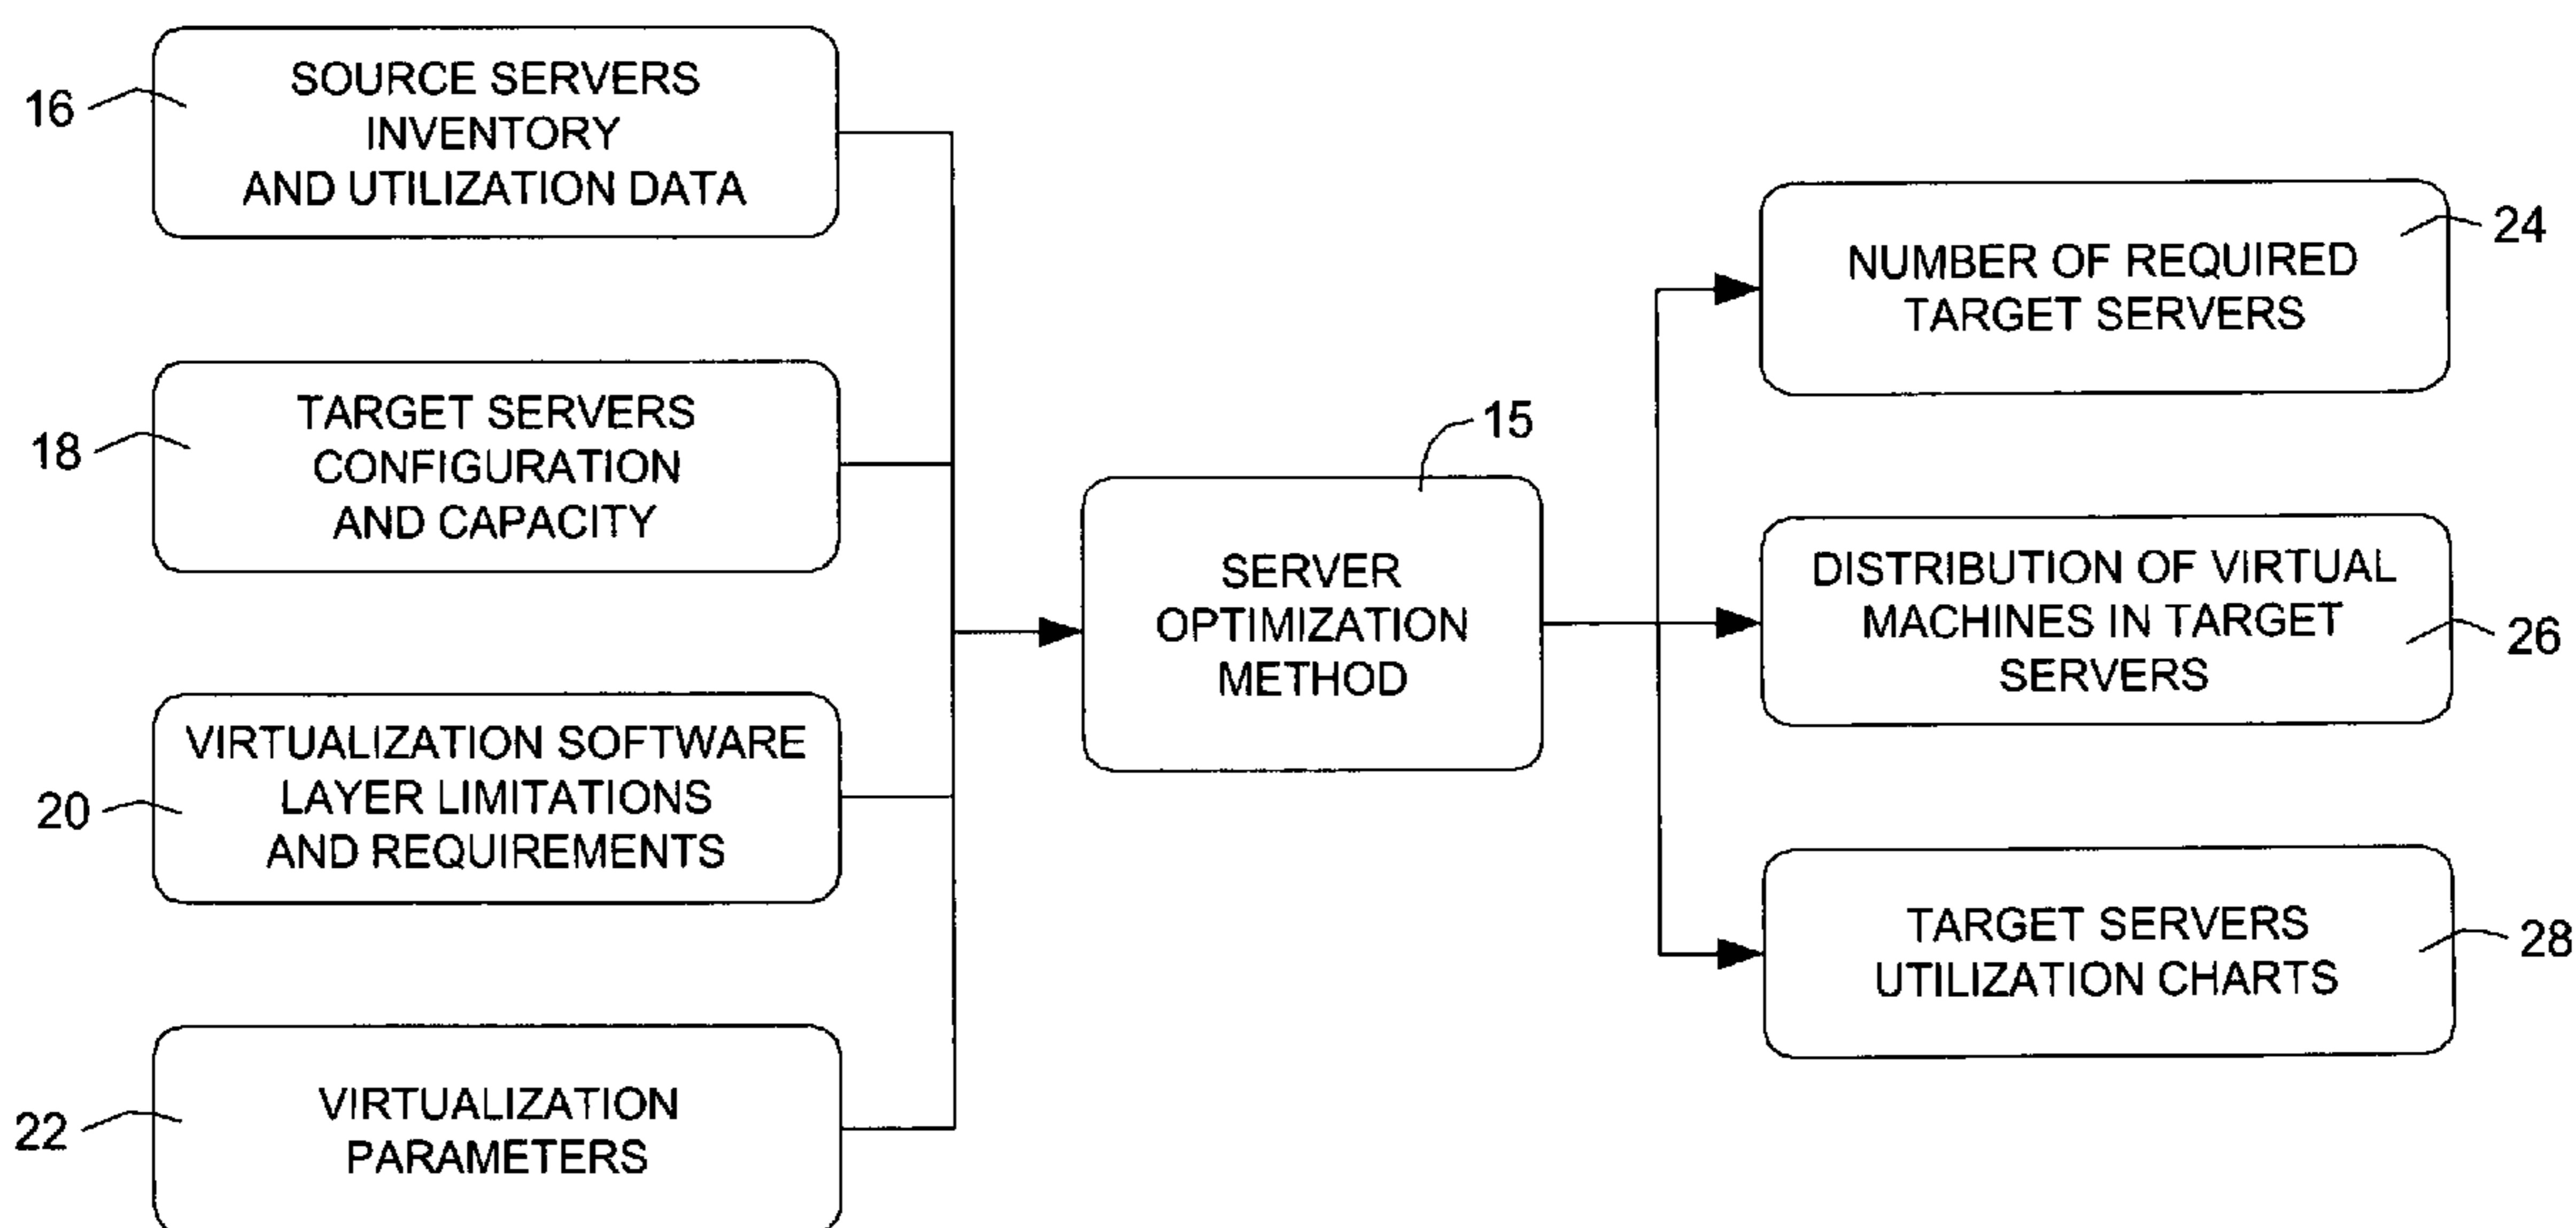 16
SOURCE SERVERS
INVENTORY
AND UTILIZATION DATA
18
TARGET SERVERS
CONFIGURATION
AND CAPACITY
20
VIRTUALIZATION SOFTWARE
LAYER LIMITATIONS
AND REQUIREMENTS
22
VIRTUALIZATION
PARAMETERS
15
SERVER
OPTIMIZATION
METHOD
24
NUMBER OF REQUIRED
TARGET SERVERS
26
DISTRIBUTION OF VIRTUAL
MACHINES IN TARGET
SERVERS
28
TARGET SERVERS
UTILIZATION CHARTS